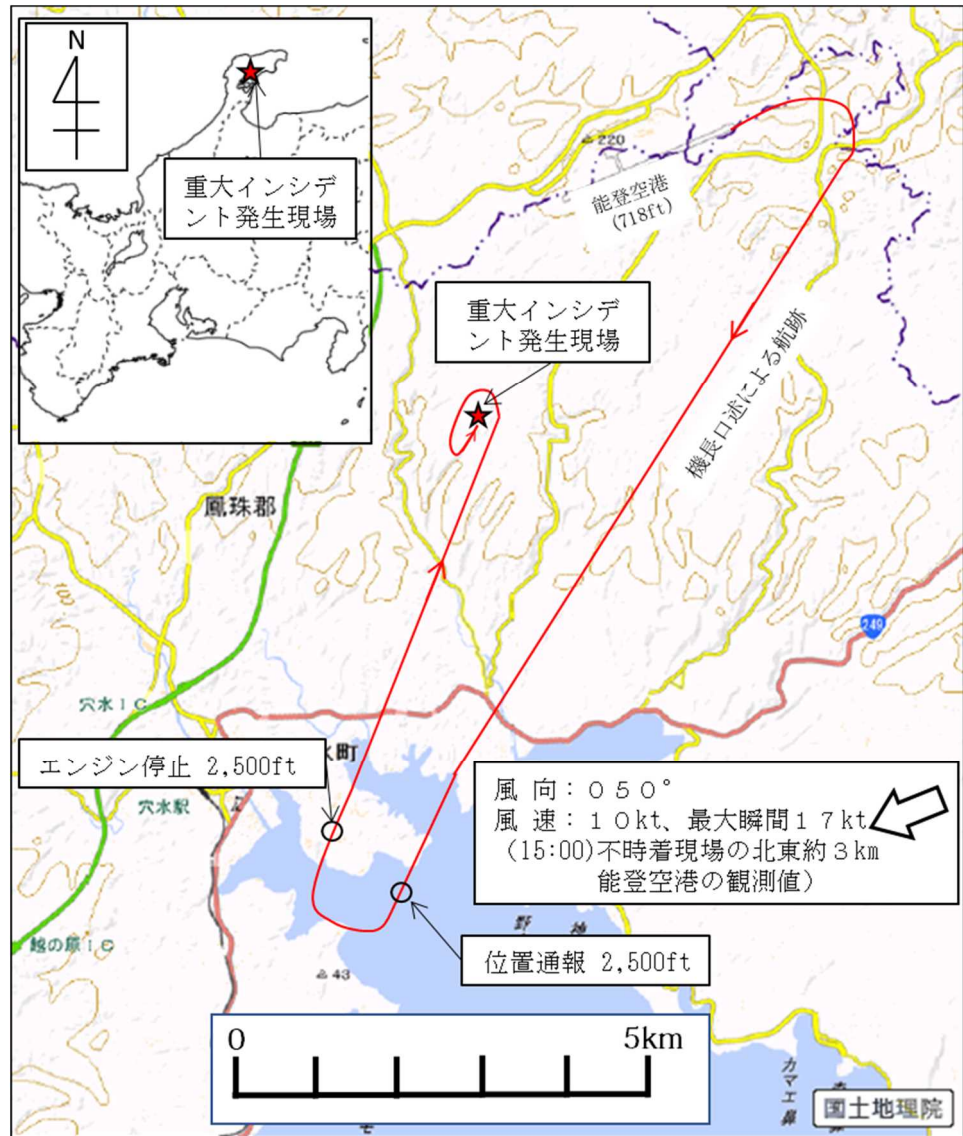 N
重大インシデ
ント発生現場
220
能登空港
(718ft)
重大インシデ
ント発生現場
機長口述による航跡
鳳珠郡
249
穴水ＩＣ
水町
エンジン停止 2,500ft
穴水駅
風 向：０５０°
風 速：１０kt、最大瞬間１７kt
(15:00)不時着現場の北東約３km
能登空港の観測値）
越の原ＩＣ
位置通報 2,500ft
43
0
5km
カマエ鼻
国土地理院